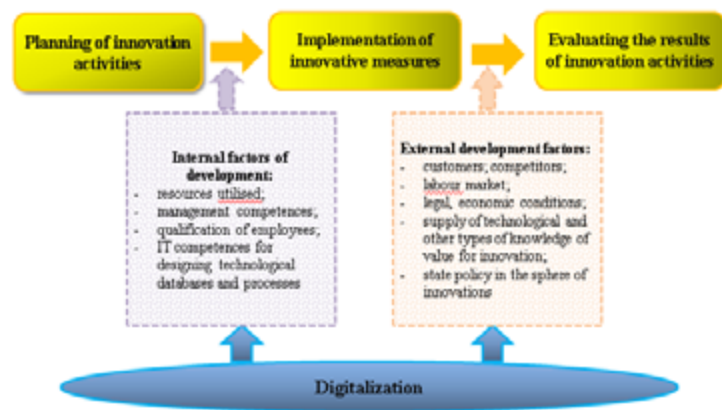 Planning of innovation
activities
Implementation of
innovative measures
Evaluating the results
of innovation activities
Internal factors of
development:
- resources utilised;
- management competences;
- qualification of employees;
- IT competences for
designing technological
databases and processes
External development factors:
- customers; competitors;
- labour market;
- legal, economic conditions;
- supply of technological and
other types of knowledge of
value for innovation;
- state policy in the sphere of
innovations
Digitalization